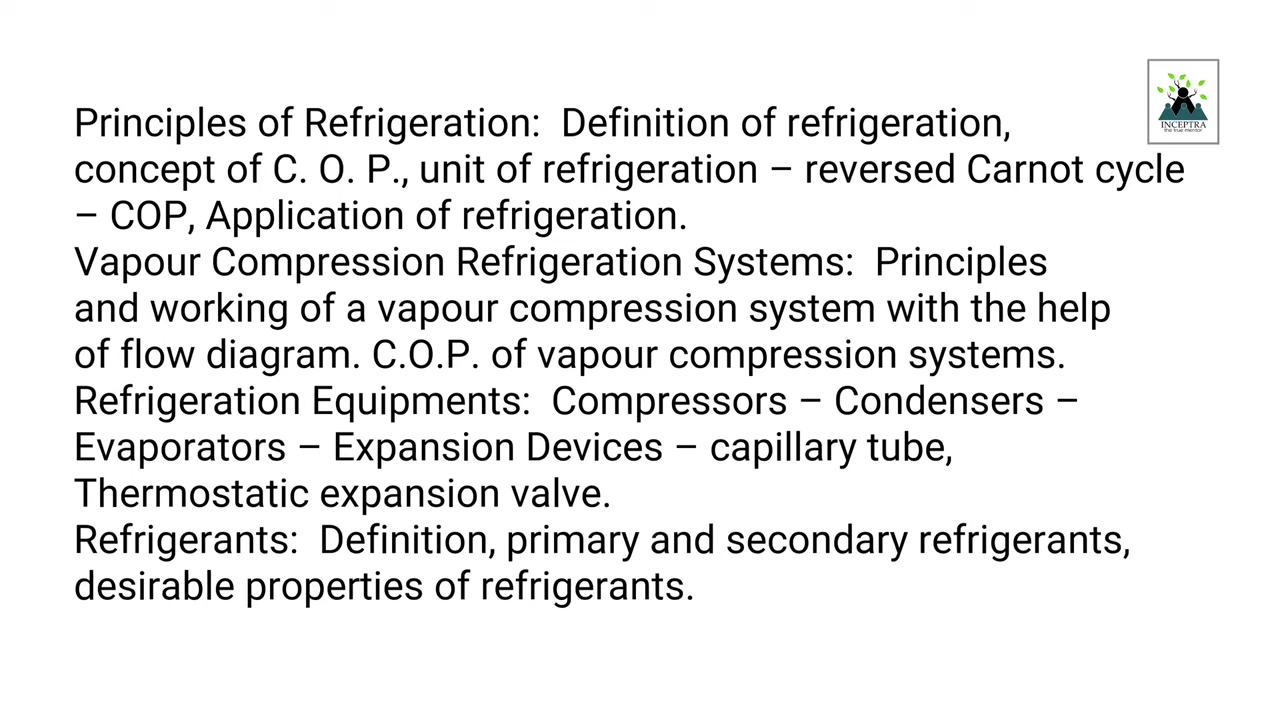 Principles of Refrigeration:  Definition of refrigeration,
concept of C. O. P., unit of refrigeration – reversed Carnot cycle
– COP, Application of refrigeration.
Vapour Compression Refrigeration Systems:  Principles
and working of a vapour compression system with the help
of flow diagram. C.O.P. of vapour compression systems.
Refrigeration Equipments:  Compressors – Condensers –
Evaporators – Expansion Devices – capillary tube,
Thermostatic expansion valve.
Refrigerants:  Definition, primary and secondary refrigerants,
desirable properties of refrigerants.
INCEPTRA
the true mentor